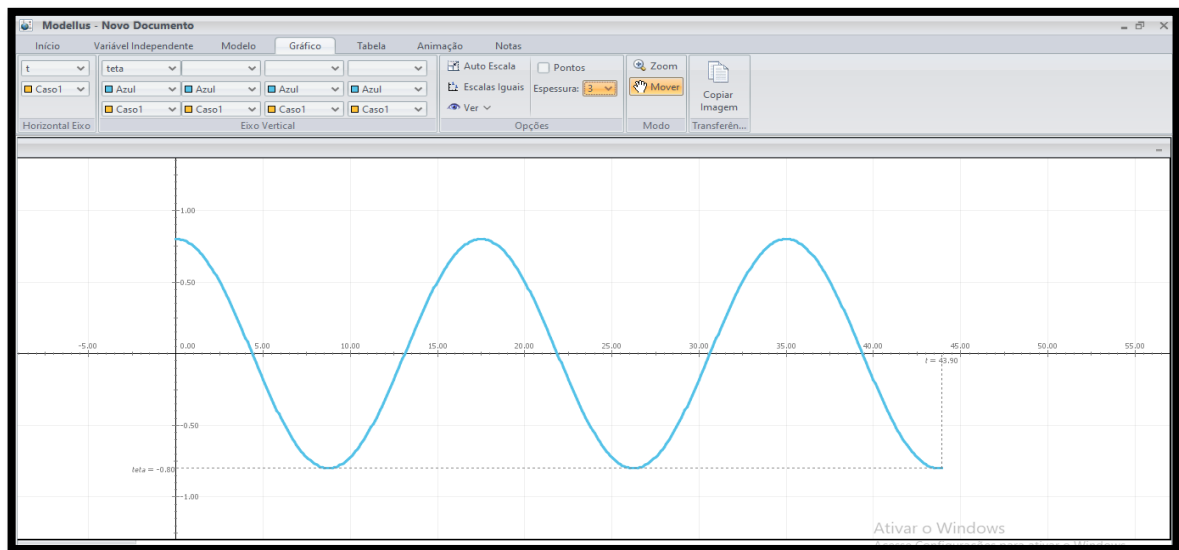 Modellus - Novo Documento
Início Variável Independente Modelo Gráfico Tabela Animação Notas
t teta Auto Escala Pontos Zoom
Caso1 Azul Azul Azul Azul Escalas Iguais Espessura: 3 Mover Copiar Imagem
Caso1 Caso1 Caso1 Caso1 Ver
Horizontal Eixo Eixo Vertical Opções Modo Transferên...
1.00
0.50
-5.00 0.00 5.00 10.00 15.00 20.00 25.00 30.00 35.00 40.00 45.00 50.00 55.00
t = 43.90
-0.50
teta = -0.80
-1.00
Ativar o Windows